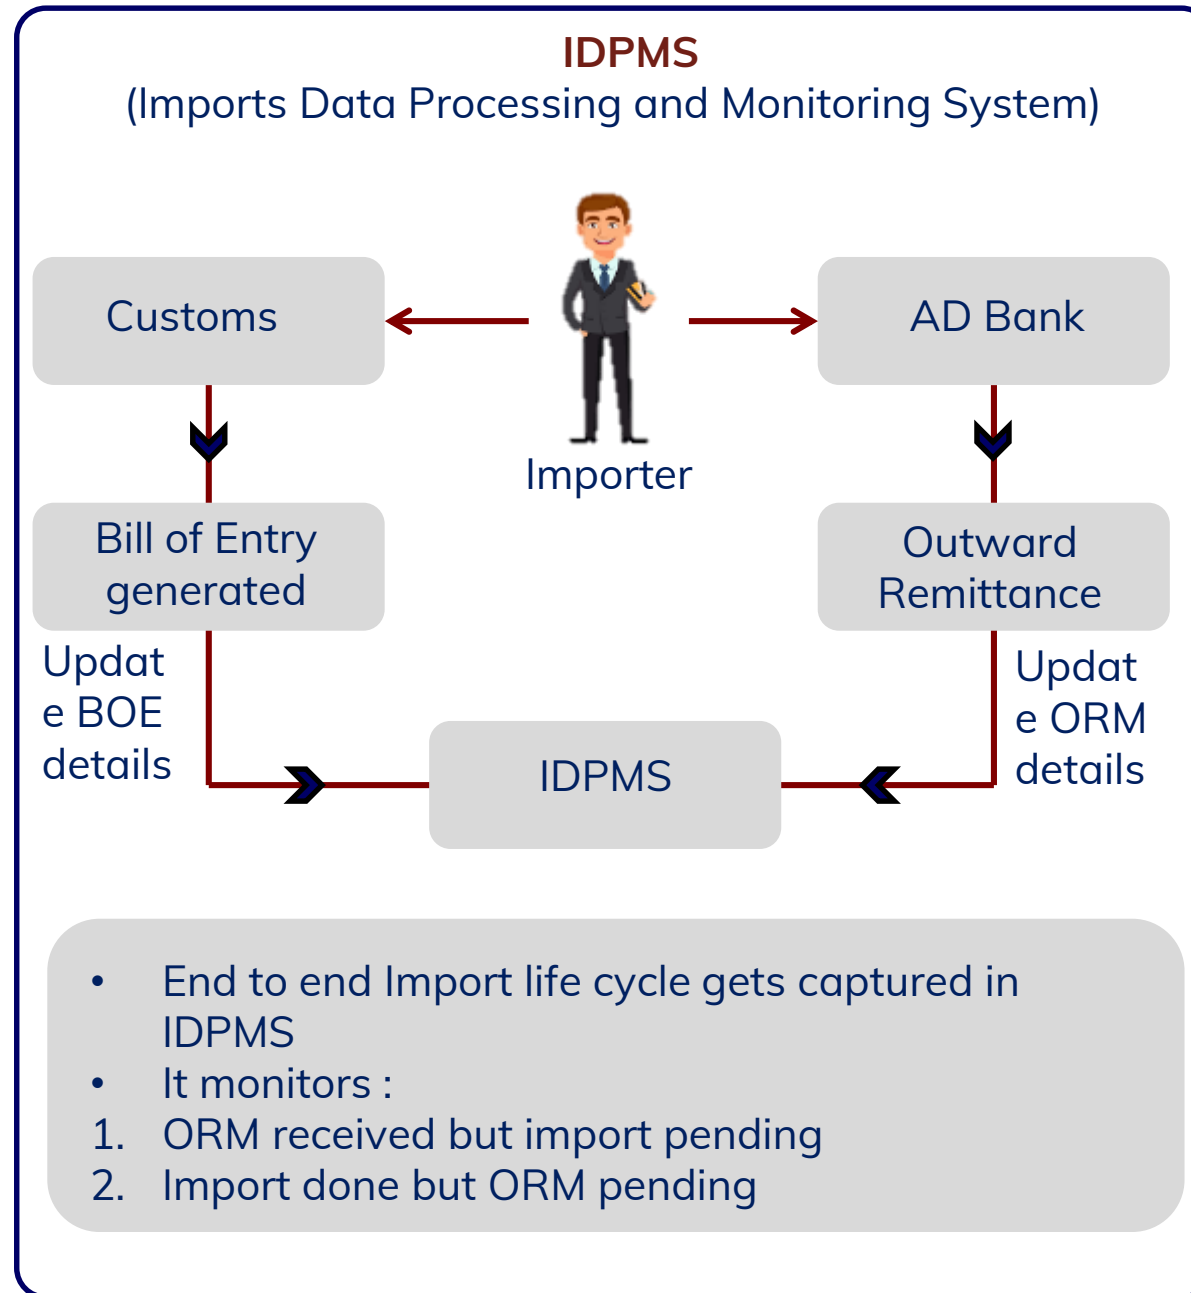 IDPMS
(Imports Data Processing and Monitoring System)
Customs
AD Bank
Importer
Bill of Entry
generated
Outward
Remittance
Updat
e BOE
details
Updat
e ORM
details
IDPMS
• End to end Import life cycle gets captured in
IDPMS
• It monitors :
1. ORM received but import pending
2. Import done but ORM pending